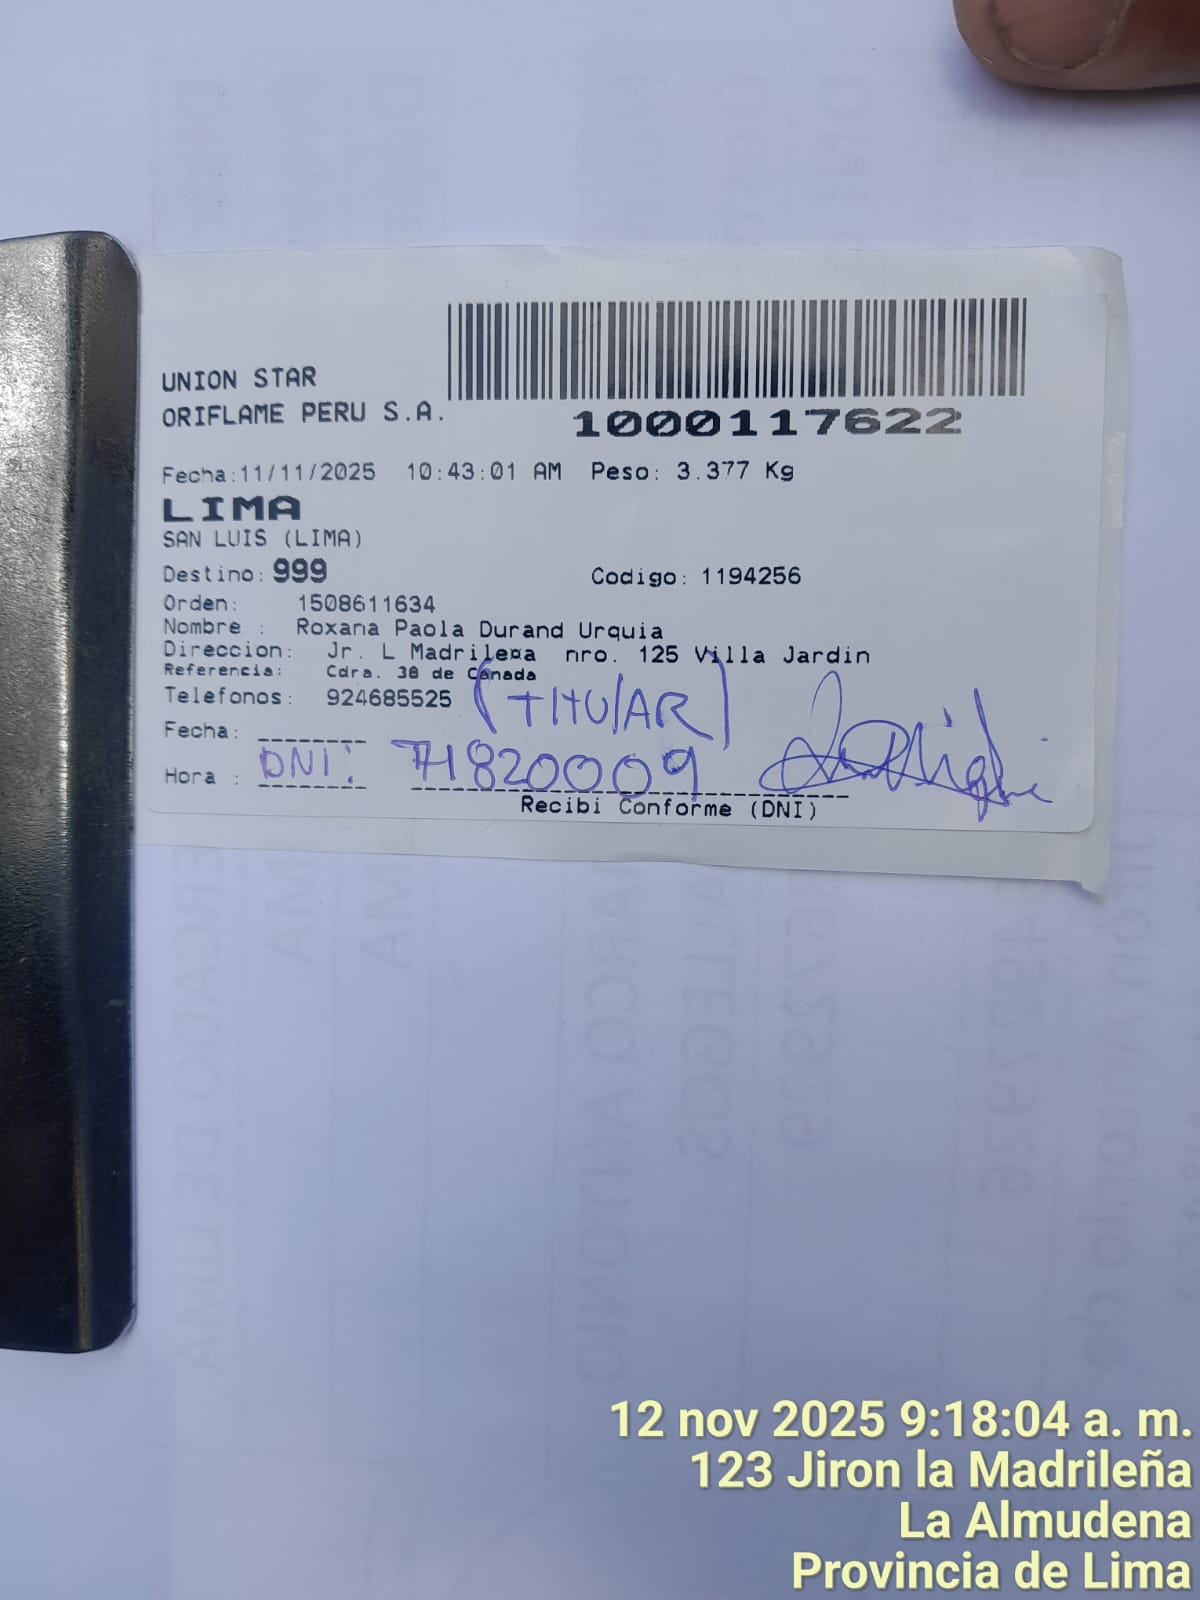 UNION STAR
ORIFLAME PERU S.A.
1000117622
Fecha:11/11/2025 10:43:01 AM Peso: 3.377 Kg
LIMA
SAN LUIS (LIMA)
Destino: 999 Codigo: 1194256
Orden: 1508611634
Nombre : Roxana Paola Durand Urquia
Direccion: Jr. L Madrilena nro. 125 Villa Jardin
Referencia: Cdra. 38 de Canada
Telefonos: 924685525 (TITULAR)
Fecha:
Hora : DNI: 71820009
Recibi Conforme (DNI)
12 nov 2025 9:18:04 a. m.
123 Jiron la Madrileña
La Almudena
Provincia de Lima